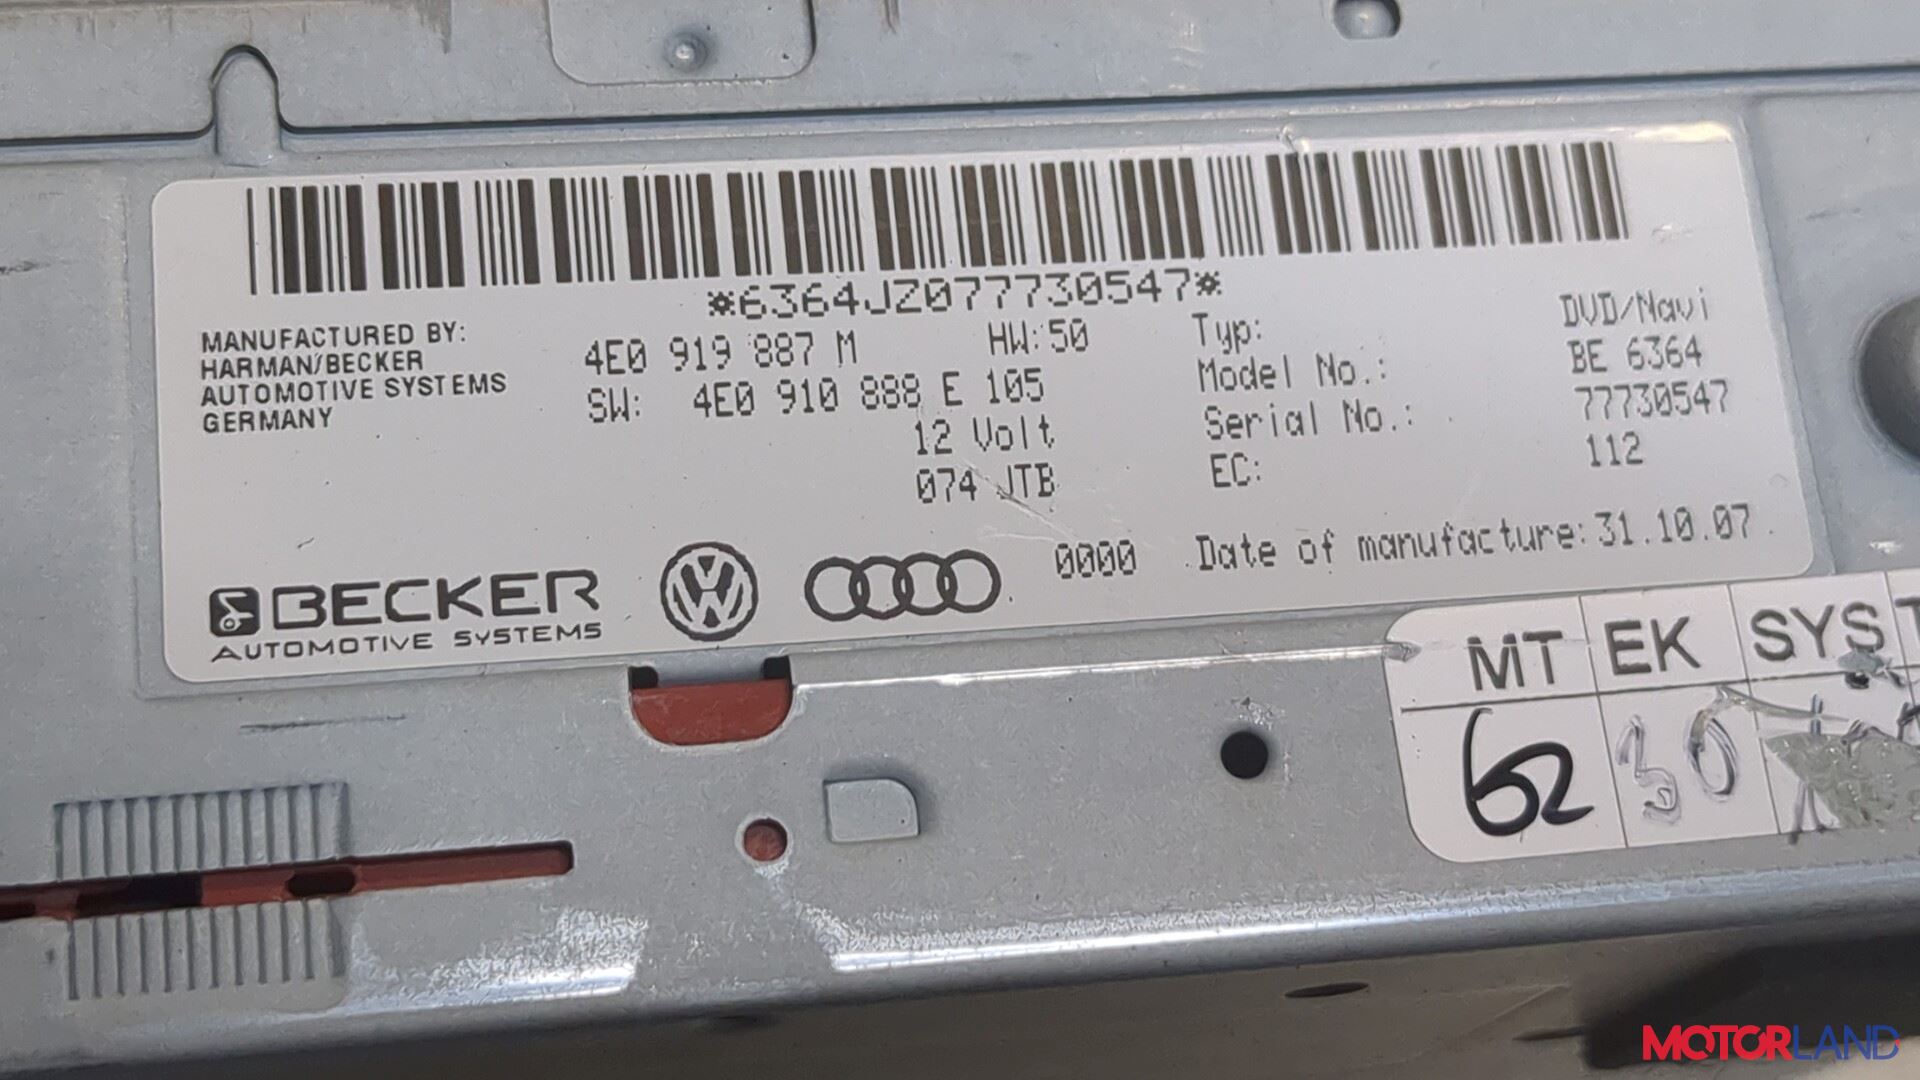 *6364JZ077730547*
MANUFACTURED BY:
HARMAN/BECKER
AUTOMOTIVE SYSTEMS
GERMANY
4E0 919 887 M HW:50
SW: 4E0 910 888 E 105
12 Volt
074 JTB
Typ: DVD/Navi
Model No.: BE 6364
Serial No.: 77730547
EC: 112
BECKER
AUTOMOTIVE SYSTEMS
0000 Date of manufacture: 31.10.07
MT EK SYS
62 30
MOTORLAND